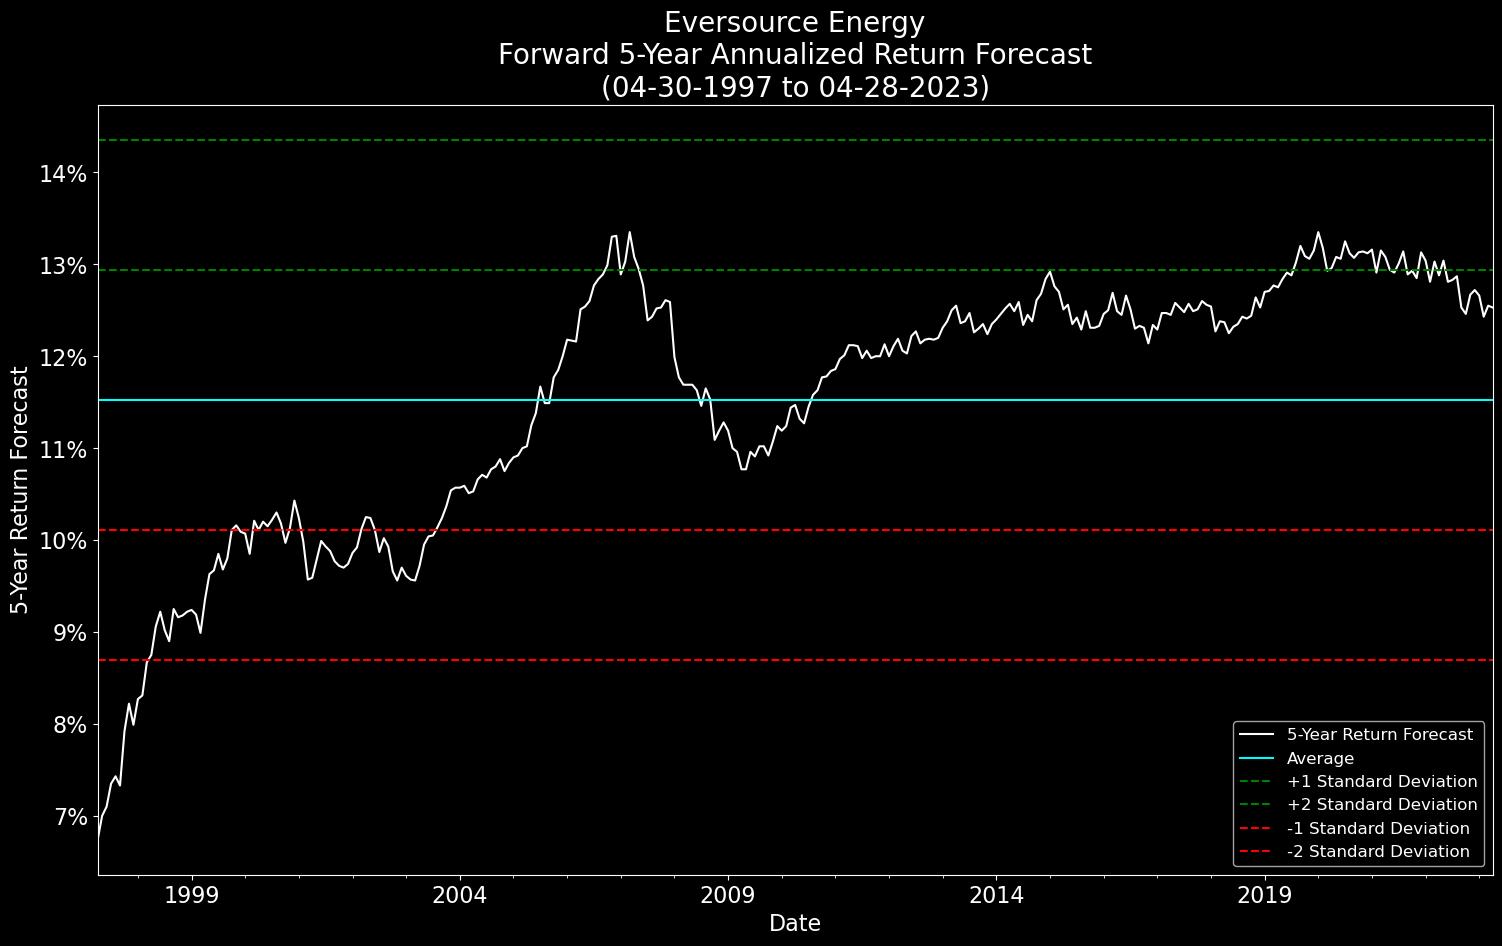 Eversource Energy
Forward 5-Year Annualized Return Forecast
(04-30-1997 to 04-28-2023)
5-Year Return Forecast
14%
13%
12%
11%
10%
9%
8%
7%
1999
2004
2009
2014
2019
Date
5-Year Return Forecast
Average
+1 Standard Deviation
+2 Standard Deviation
-1 Standard Deviation
-2 Standard Deviation